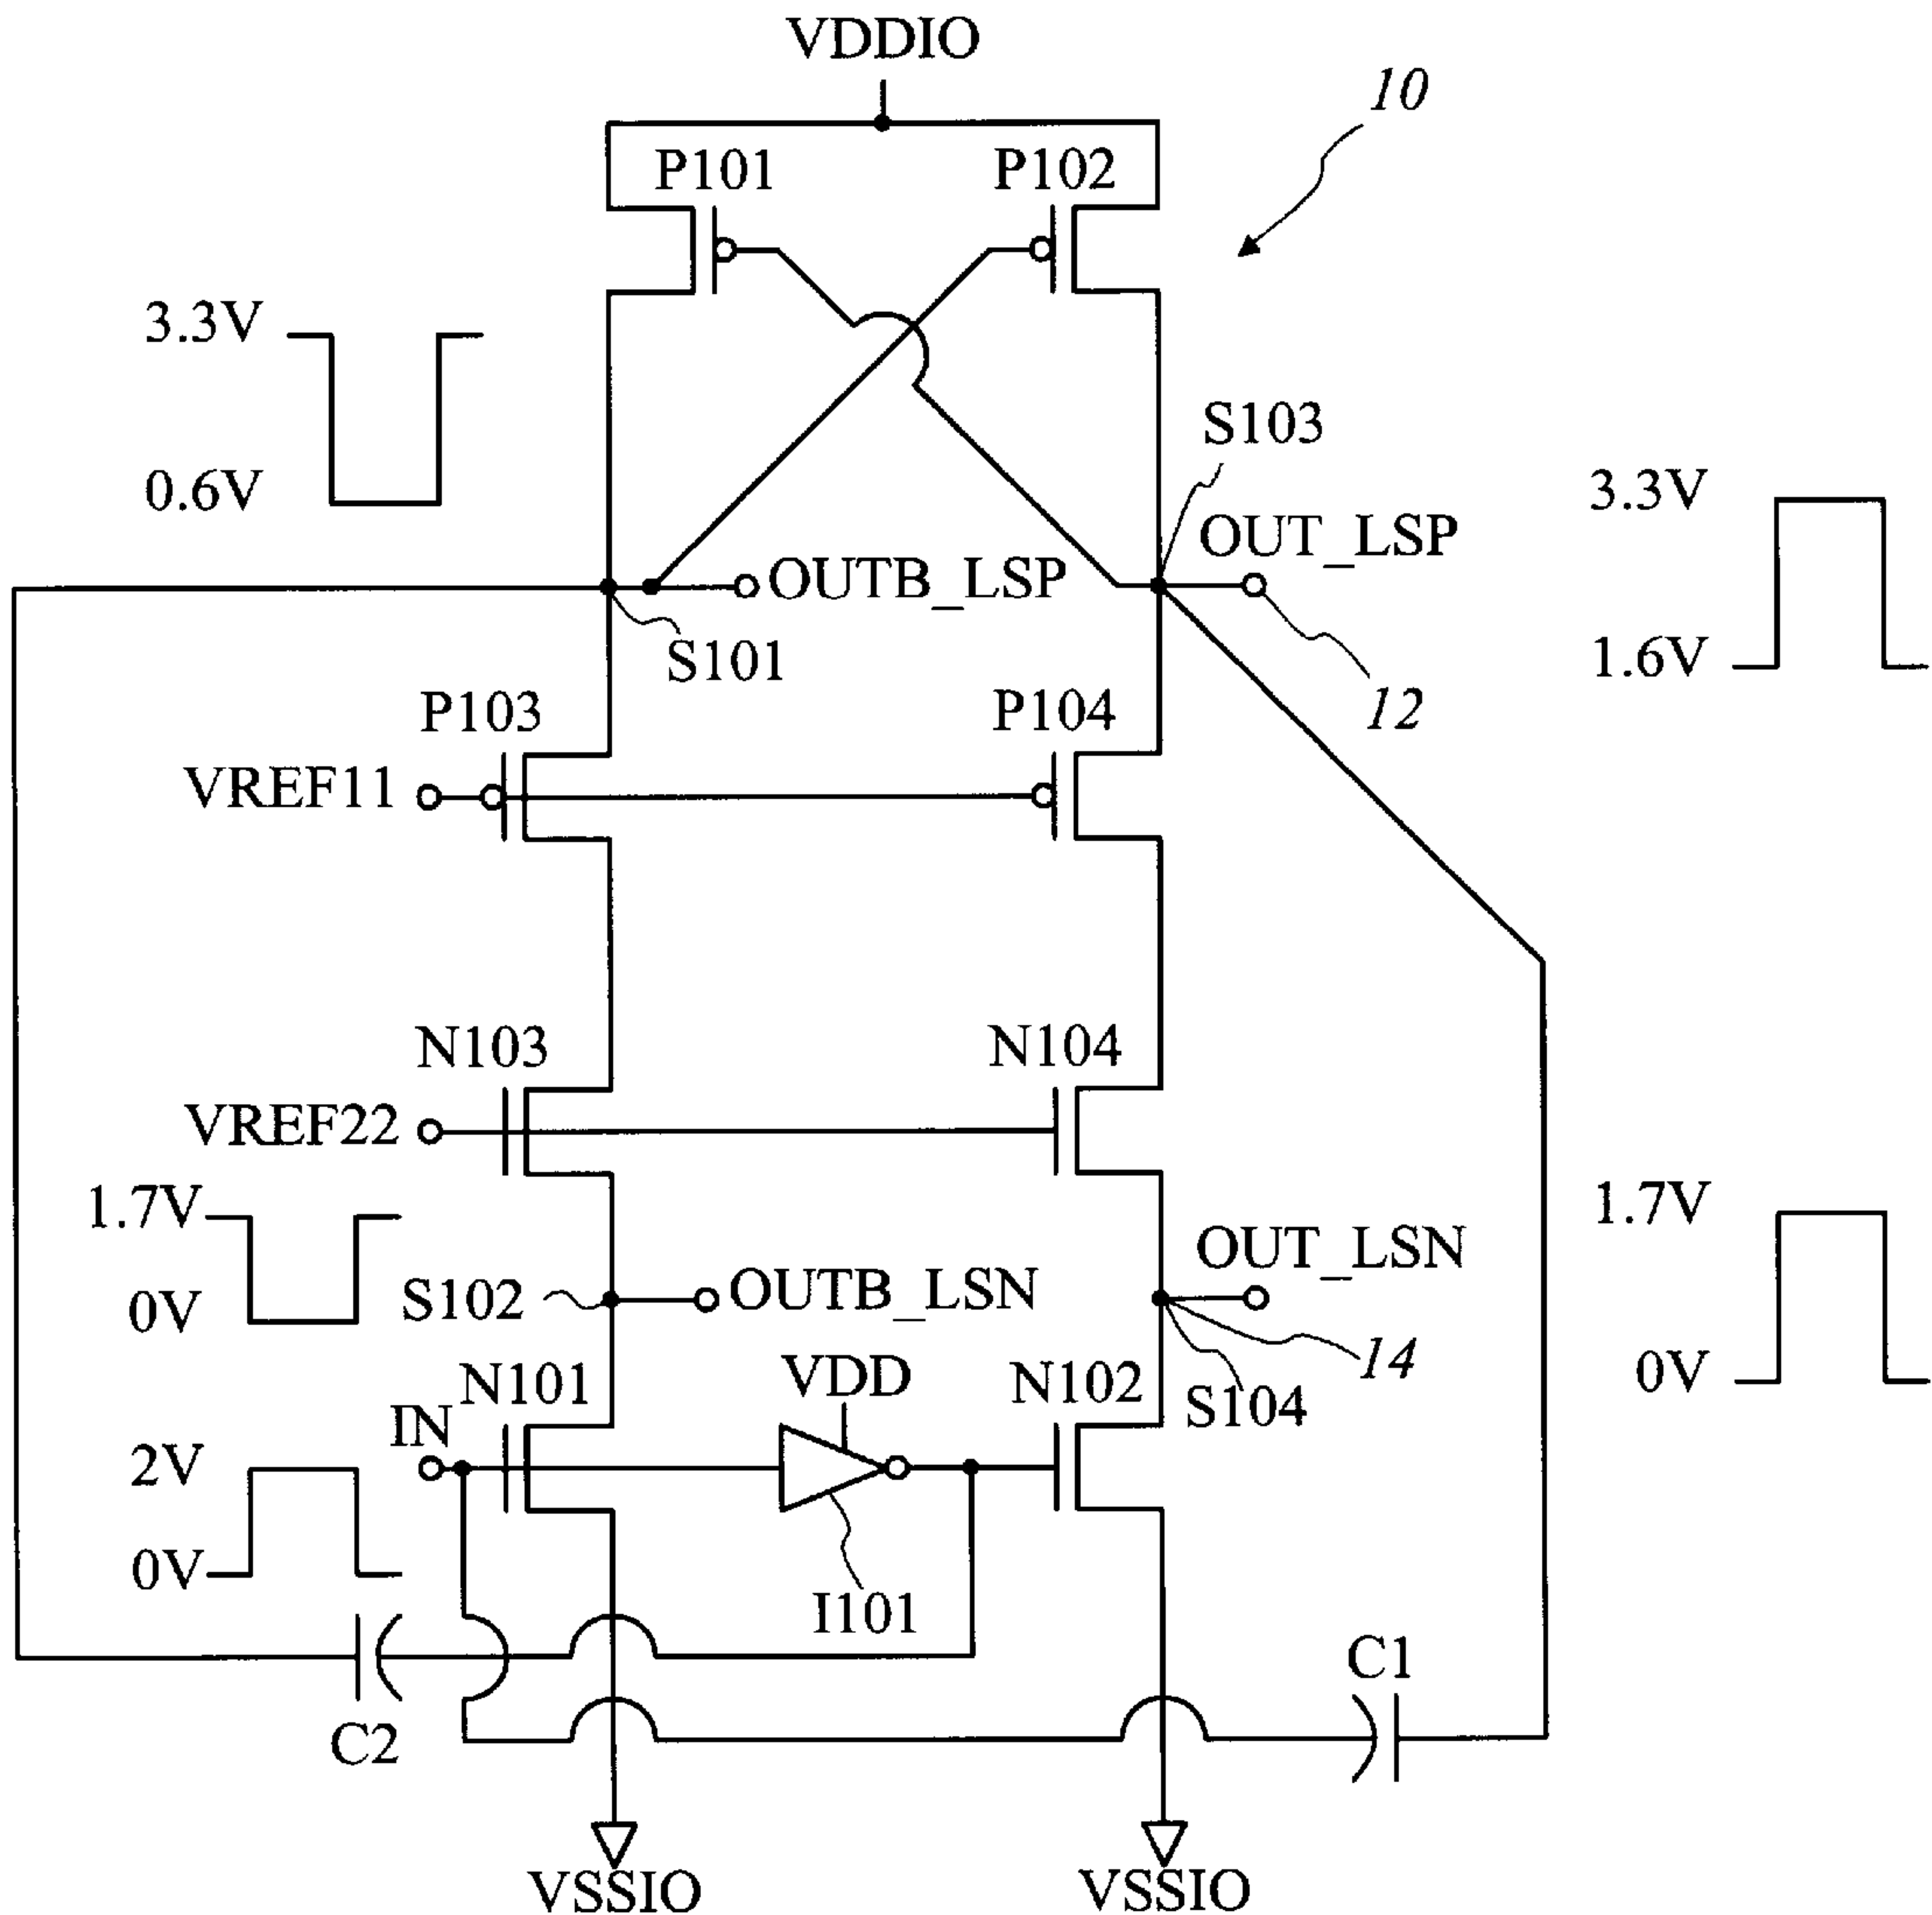 VDDIO
10
P101
P102
3.3V
0.6V
S103
3.3V
OUT_LSP
OUTB_LSP
1.6V
S101
12
P103
P104
VREF11
N103
N104
VREF22
1.7V
1.7V
OUT_LSN
OUTB_LSN
S102
0V
14
VDD
N101
N102
0V
S104
IN
2V
0V
I101
C1
C2
VSSIO
VSSIO